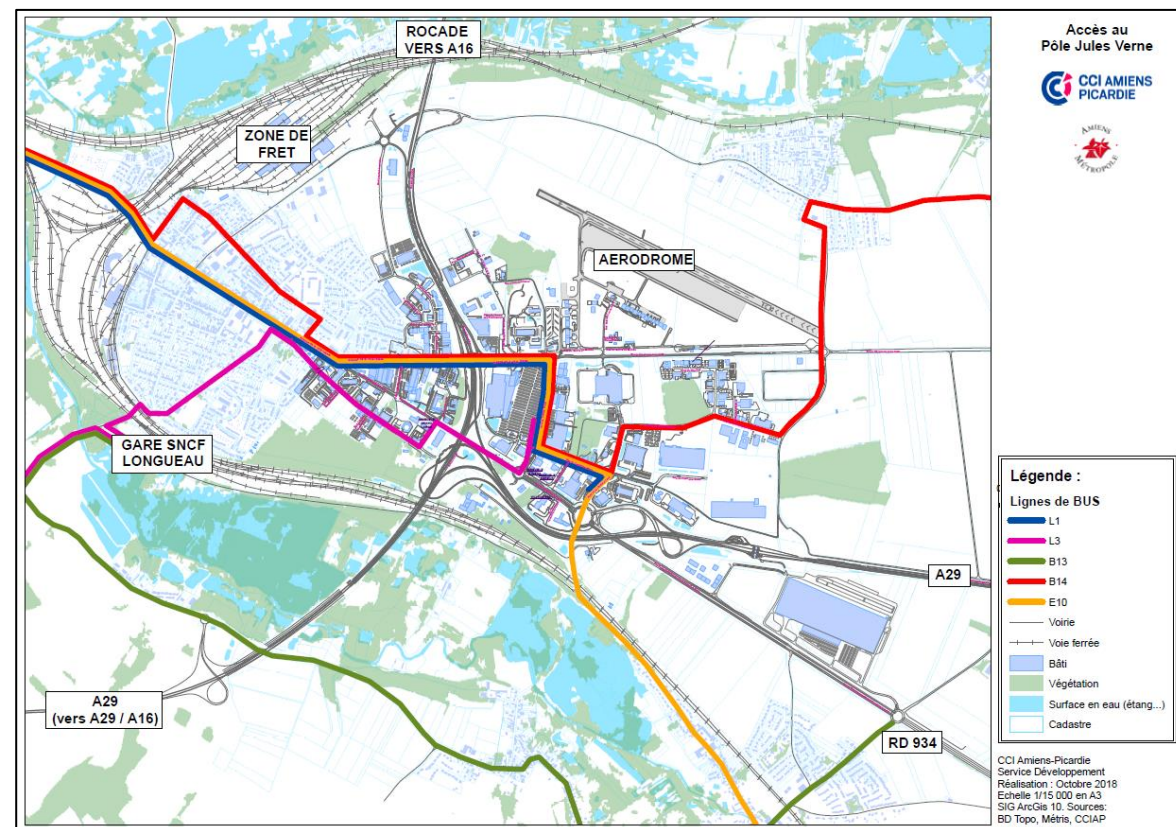 ROCADE
VERS A16
ZONE DE
FRET
AERODROME
GARE SNCF
LONGUEAU
A29
A29
(vers A29 / A16)
RD 934
Accès au
Pôle Jules Verne
CCI AMIENS
PICARDIE
AMIENS
MÉTROPOLE
Légende :
Lignes de BUS
L1
L3
B13
B14
E10
Voirie
Voie ferrée
Bâti
Végétation
Surface en eau (étang...)
Cadastre
CCI Amiens-Picardie
Service Développement
Réalisation : Octobre 2018
Echelle 1/15 000 en A3
SIG ArcGis 10. Sources:
BD Topo, Métris, CCIAP